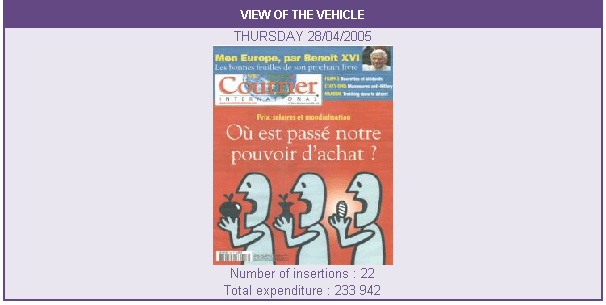 VIEW OF THE VEHICLE
THURSDAY 28/04/2005
Mon Europe, par Benoît XVI
Les bonnes feuilles de son prochain livre
Courrier
INTERNATIONAL
Prix, salaires et mondialisation
Où est passé notre
pouvoir d'achat ?
Number of insertions : 22
Total expenditure : 233 942